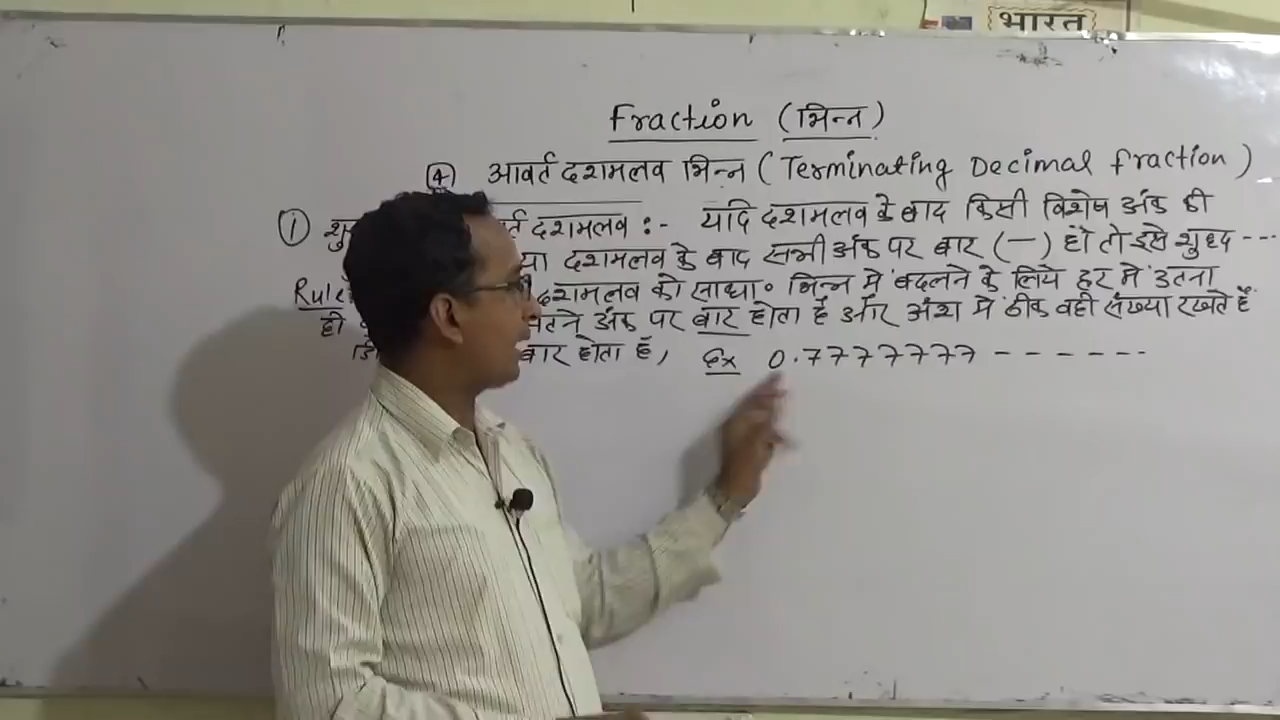 भारत
Fraction (भिन्न)
(4) आवर्त दशमलव भिन्न (Terminating Decimal fraction)
(1) शु र्त दशमलव :- यदि दशमलव के बाद किसी विशेष अंक की
या दशमलव के बाद सभी अंक पर बार (—) हो तो इसे शुध्द ---
Rule दशमलव को साधा० भिन्न में बदलने के लिये हर में उतना
ही अंक पर बार होता है और अंश में ठीक वही संख्या रखते हैं
बार होता है, Ex 0.7777777 ------